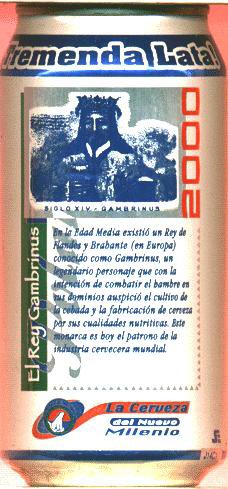 Tremenda Lata!
2000
SIGLO XIV - GAMBRINUS
El Rey Gambrinus
En la Edad Media existió un Rey de
Flandes y Brabante (en Europa)
conocido como Gambrinus, un
legendario personaje que con la
intención de combatir el hambre en
sus dominios auspició el cultivo de
la cebada y la fabricación de cerveza
por sus cualidades nutritivas. Este
monarca es hoy el patrono de la
industria cervecera mundial.
La Cerveza
del Nuevo
Milenio